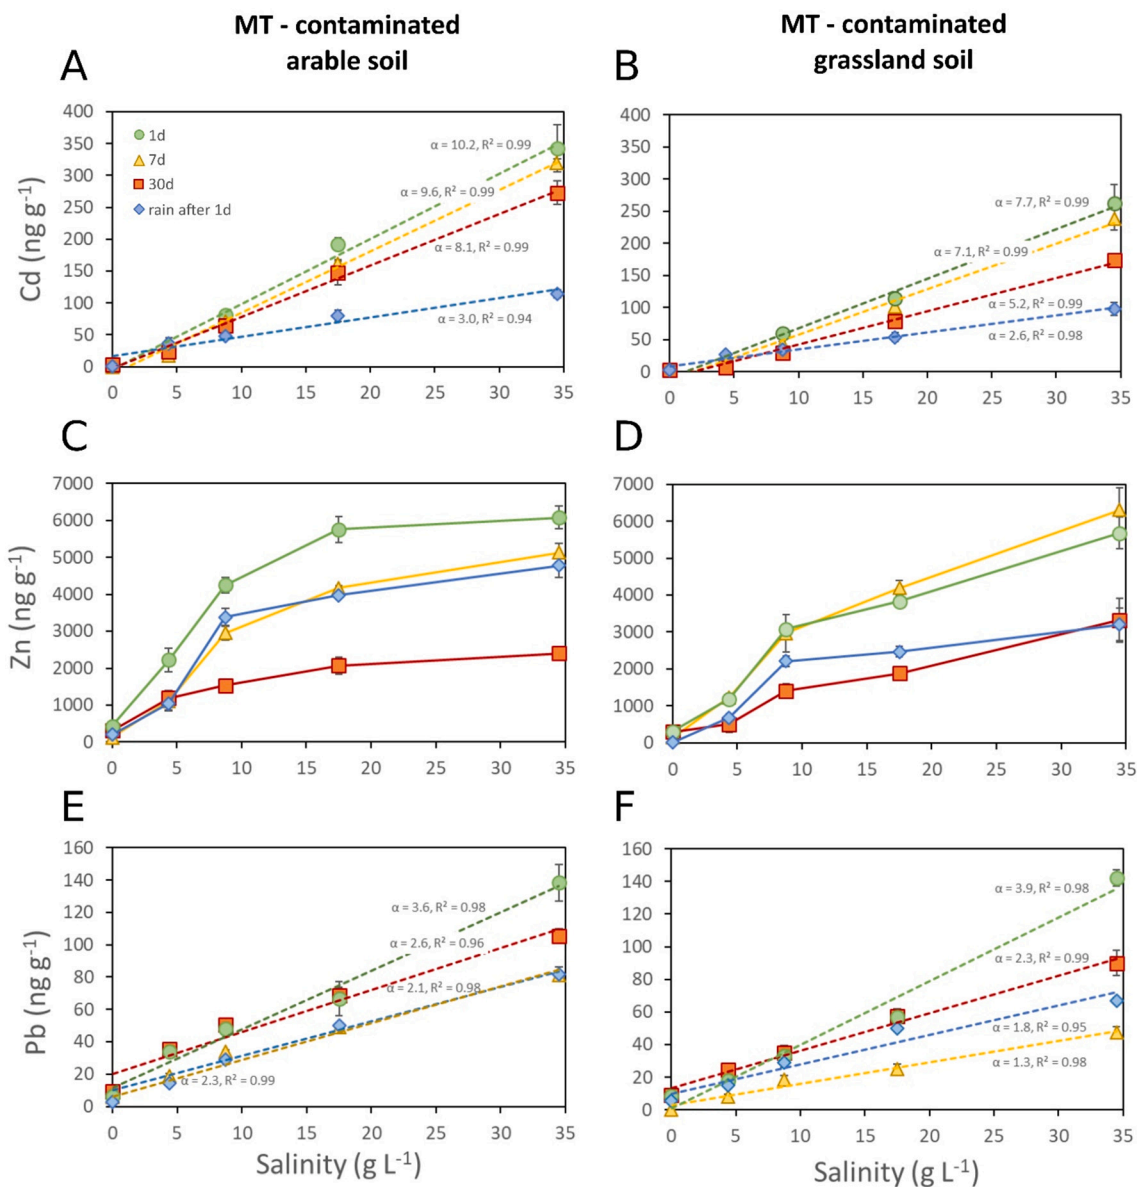 MT - contaminated
arable soil
MT - contaminated
grassland soil
A
B
Cd (ng g⁻¹)
400
350
300
250
200
150
100
50
0
1d
7d
30d
rain after 1d
α = 10.2, R² = 0.99
α = 9.6, R² = 0.99
α = 8.1, R² = 0.99
α = 3.0, R² = 0.94
0 5 10 15 20 25 30 35
400
350
300
250
200
150
100
50
0
α = 7.7, R² = 0.99
α = 7.1, R² = 0.99
α = 5.2, R² = 0.99
α = 2.6, R² = 0.98
0 5 10 15 20 25 30 35
C
D
Zn (ng g⁻¹)
7000
6000
5000
4000
3000
2000
1000
0
0 5 10 15 20 25 30 35
7000
6000
5000
4000
3000
2000
1000
0
0 5 10 15 20 25 30 35
E
F
Pb (ng g⁻¹)
160
140
120
100
80
60
40
20
0
α = 3.6, R² = 0.98
α = 2.6, R² = 0.96
α = 2.1, R² = 0.98
α = 2.3, R² = 0.99
0 5 10 15 20 25 30 35
Salinity (g L⁻¹)
160
140
120
100
80
60
40
20
0
α = 3.9, R² = 0.98
α = 2.3, R² = 0.99
α = 1.8, R² = 0.95
α = 1.3, R² = 0.98
0 5 10 15 20 25 30 35
Salinity (g L⁻¹)